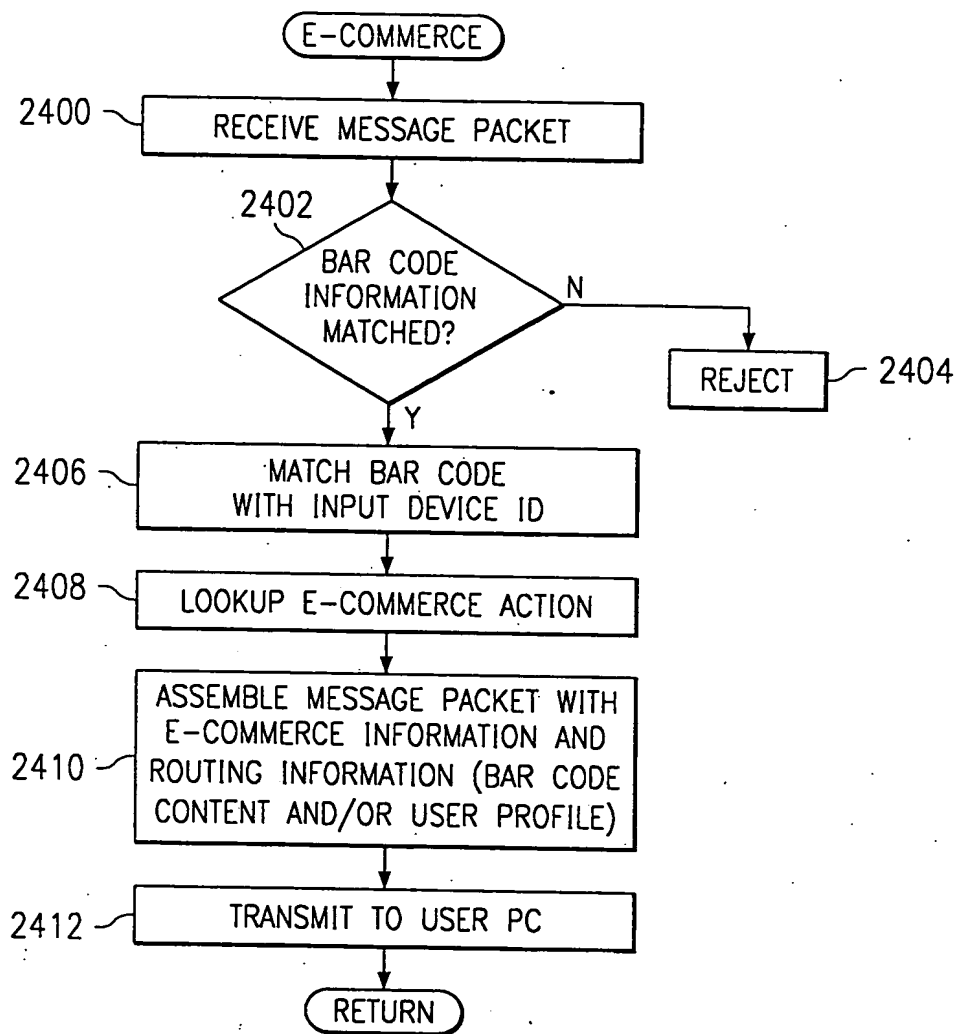 E-COMMERCE
2400
RECEIVE MESSAGE PACKET
2402
BAR CODE
INFORMATION
MATCHED?
N
REJECT
2404
Y
2406
MATCH BAR CODE
WITH INPUT DEVICE ID
2408
LOOKUP E-COMMERCE ACTION
2410
ASSEMBLE MESSAGE PACKET WITH
E-COMMERCE INFORMATION AND
ROUTING INFORMATION (BAR CODE
CONTENT AND/OR USER PROFILE)
2412
TRANSMIT TO USER PC
RETURN